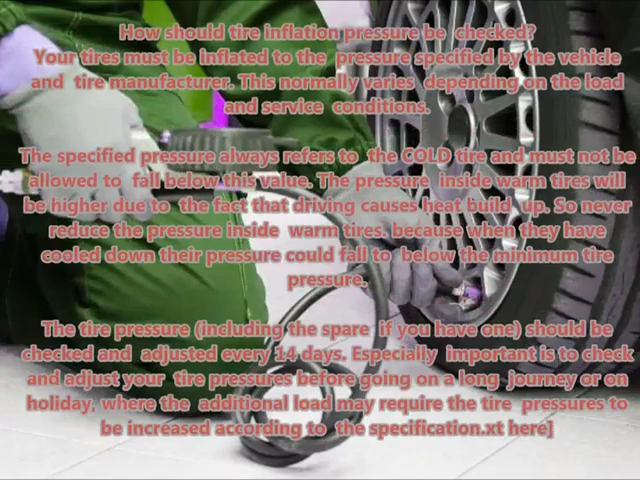 How should tire inflation pressure be checked?
Your tires must be inflated to the pressure specified by the vehicle
and tire manufacturer. This normally varies depending on the load
and service conditions.
The specified pressure always refers to the COLD tire and must not be
allowed to fall below this value. The pressure inside warm tires will
be higher due to the fact that driving causes heat build up. So never
reduce the pressure inside warm tires. because when they have
cooled down their pressure could fall to below the minimum tire
pressure.
The tire pressure (including the spare if you have one) should be
checked and adjusted every 14 days. Especially important is to check
and adjust your tire pressures before going on a long journey or on
holiday, where the additional load may require the tire pressures to
be increased according to the specification.xt here]